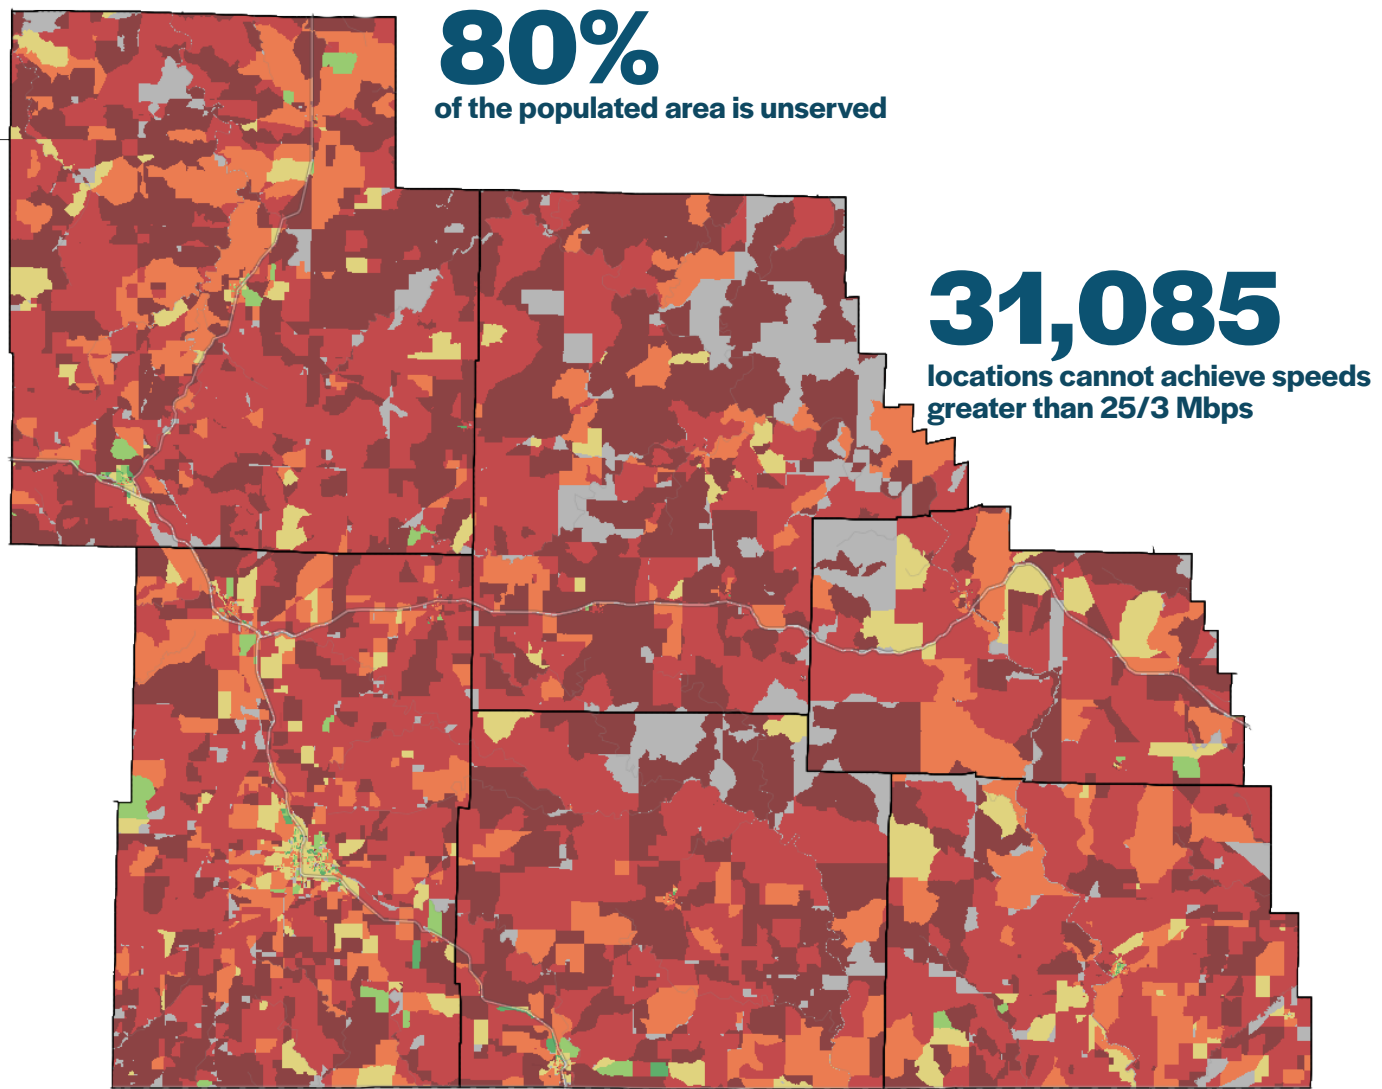 80%
of the populated area is unserved
31,085
locations cannot achieve speeds
greater than 25/3 Mbps